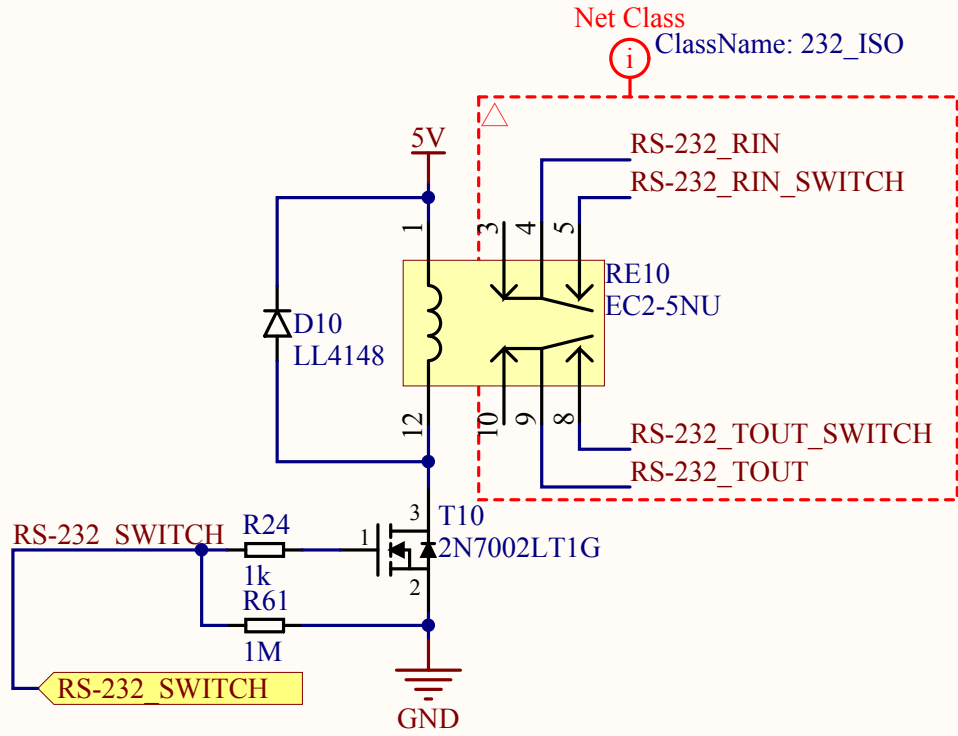 Net Class
i
ClassName: 232_ISO
5V
RS-232_RIN
RS-232_RIN_SWITCH
1
3
4
5
RE10
EC2-5NU
D10
LL4148
12
10
9
8
RS-232_TOUT_SWITCH
RS-232_TOUT
RS-232_SWITCH
R24
1k
1
3
2
T10
2N7002LT1G
R61
1M
RS-232_SWITCH
GND